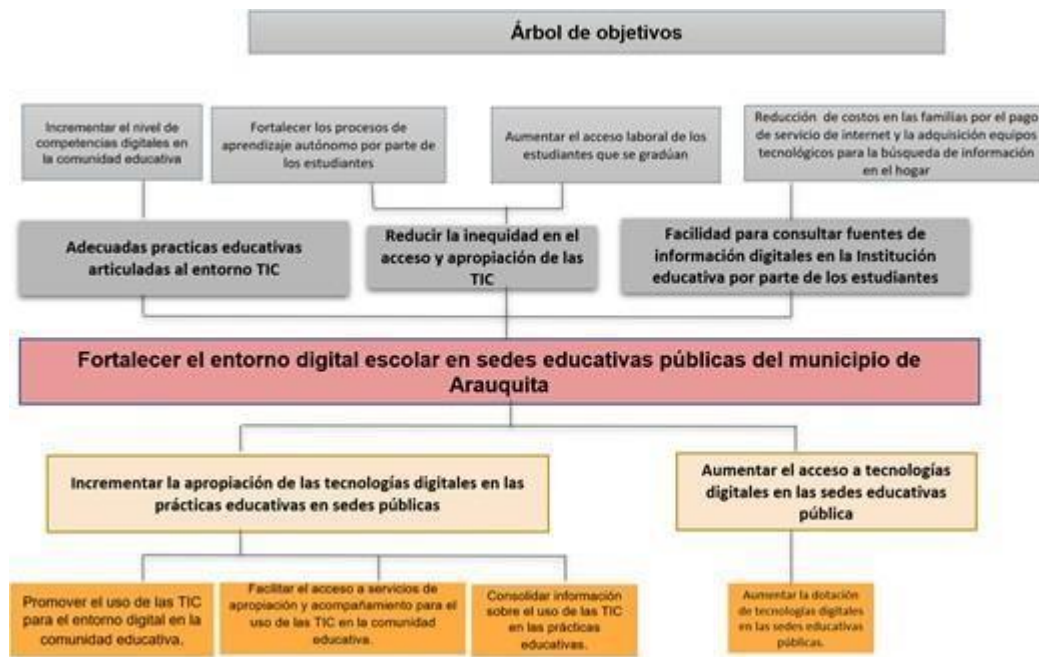 Árbol de objetivos
Incrementar el nivel de
competencias digitales en
la comunidad educativa
Fortalecer los procesos de
aprendizaje autónomo por parte de
los estudiantes
Aumentar el acceso laboral de los
estudiantes que se gradúan
Reducción de costos en las familias por el pago
de servicio de internet y la adquisición equipos
tecnológicos para la búsqueda de información
en el hogar
Adecuadas practicas educativas
articuladas al entorno TIC
Reducir la inequidad en el
acceso y apropiación de las
TIC
Facilidad para consultar fuentes de
información digitales en la Institución
educativa por parte de los estudiantes
Fortalecer el entorno digital escolar en sedes educativas públicas del municipio de
Arauquita
Incrementar la apropiación de las tecnologías digitales en las
prácticas educativas en sedes públicas
Aumentar el acceso a tecnologías
digitales en las sedes educativas
pública
Promover el uso de las TIC
para el entorno digital en la
comunidad educativa.
Facilitar el acceso a servicios de
apropiación y acompañamiento para el
uso de las TIC en la comunidad
educativa.
Consolidar información
sobre el uso de las TIC
en las prácticas
educativas.
Aumentar la dotación
de tecnologías digitales
en las sedes educativas
públicas.